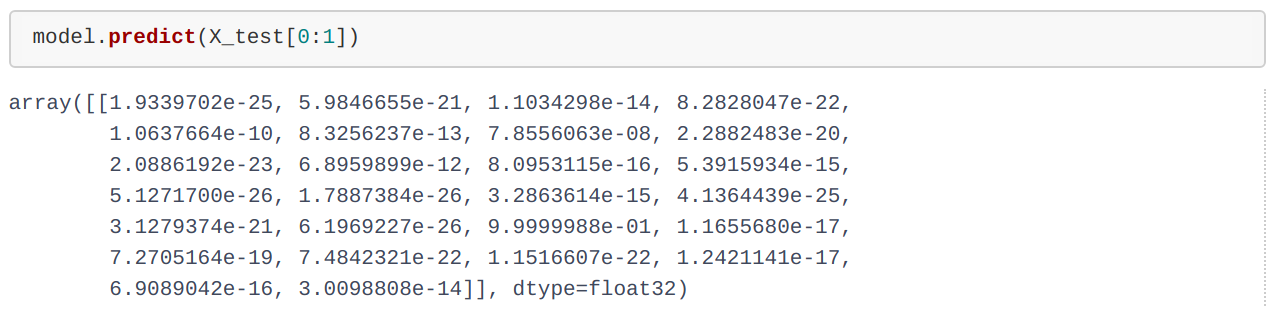 model.predict(X_test[0:1])
array([[1.9339702e-25, 5.9846655e-21, 1.1034298e-14, 8.2828047e-22,
1.0637664e-10, 8.3256237e-13, 7.8556063e-08, 2.2882483e-20,
2.0886192e-23, 6.8959899e-12, 8.0953115e-16, 5.3915934e-15,
5.1271700e-26, 1.7887384e-26, 3.2863614e-15, 4.1364439e-25,
3.1279374e-21, 6.1969227e-26, 9.9999988e-01, 1.1655680e-17,
7.2705164e-19, 7.4842321e-22, 1.1516607e-22, 1.2421141e-17,
6.9089042e-16, 3.0098808e-14]], dtype=float32)